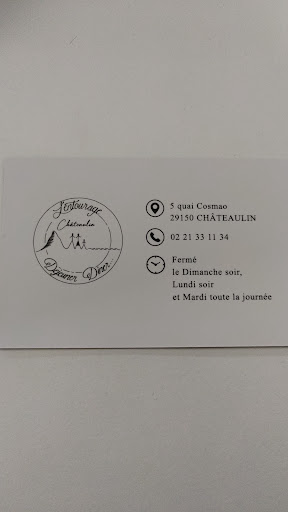 L'Entourage
Châteaulin
Déjeuner Dîner
5 quai Cosmao
29150 CHÂTEAULIN
02 21 33 11 34
Fermé
le Dimanche soir,
Lundi soir
et Mardi toute la journée